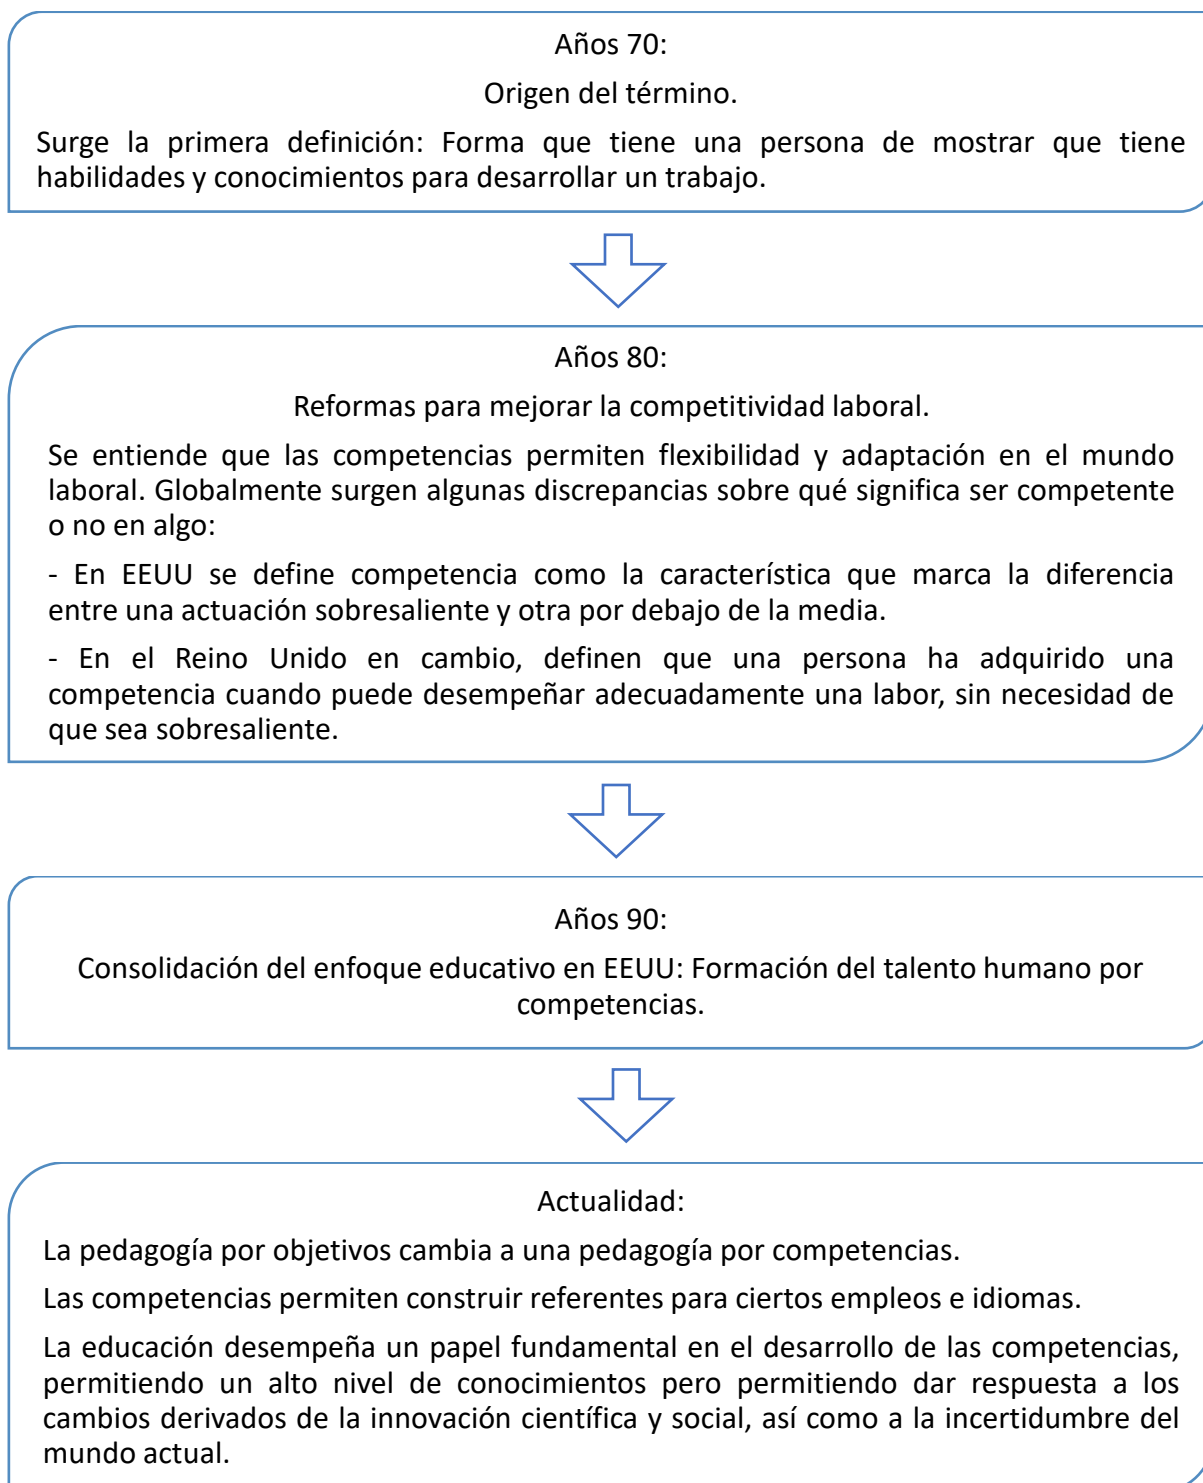 Años 70:
Origen del término.
Surge la primera definición: Forma que tiene una persona de mostrar que tiene
habilidades y conocimientos para desarrollar un trabajo.
Años 80:
Reformas para mejorar la competitividad laboral.
Se entiende que las competencias permiten flexibilidad y adaptación en el mundo
laboral. Globalmente surgen algunas discrepancias sobre qué significa ser competente
o no en algo:
- En EEUU se define competencia como la característica que marca la diferencia
entre una actuación sobresaliente y otra por debajo de la media.
- En el Reino Unido en cambio, definen que una persona ha adquirido una
competencia cuando puede desempeñar adecuadamente una labor, sin necesidad de
que sea sobresaliente.
Años 90:
Consolidación del enfoque educativo en EEUU: Formación del talento humano por
competencias.
Actualidad:
La pedagogía por objetivos cambia a una pedagogía por competencias.
Las competencias permiten construir referentes para ciertos empleos e idiomas.
La educación desempeña un papel fundamental en el desarrollo de las competencias,
permitiendo un alto nivel de conocimientos pero permitiendo dar respuesta a los
cambios derivados de la innovación científica y social, así como a la incertidumbre del
mundo actual.